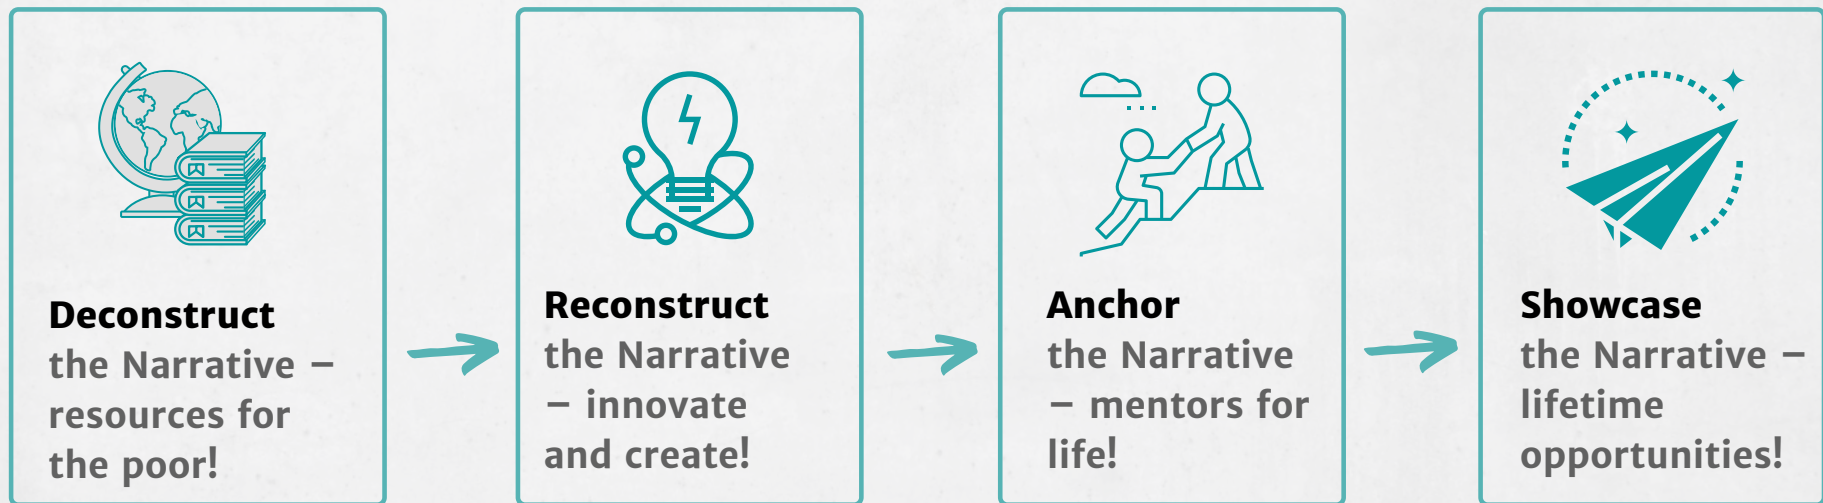 Deconstruct
the Narrative –
resources for
the poor!
Reconstruct
the Narrative
– innovate
and create!
Anchor
the Narrative
– mentors for
life!
Showcase
the Narrative –
lifetime
opportunities!